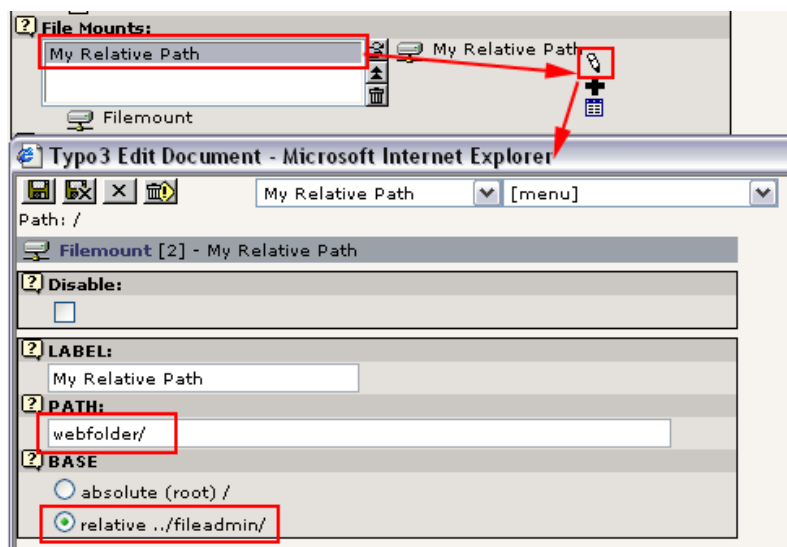 File Mounts:
My Relative Path
My Relative Path
Filemount
Typo3 Edit Document - Microsoft Internet Explorer
My Relative Path [menu]
Path: /
Filemount [2] - My Relative Path
Disable:
LABEL:
My Relative Path
PATH:
webfolder/
BASE
absolute (root) /
relative ../fileadmin/